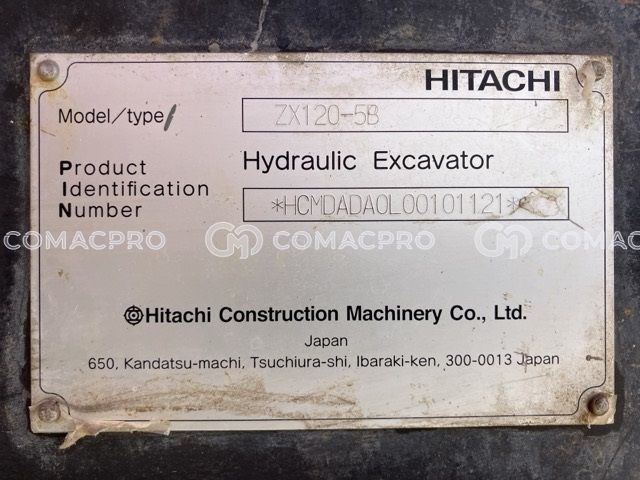 HITACHI
Model/type ZX120-5B
Hydraulic Excavator
Product
Identification
Number *HCMDADA0L00101121*
COMACPRO COMACPRO COMACPRO
Hitachi Construction Machinery Co., Ltd.
Japan
650, Kandatsu-machi, Tsuchiura-shi, Ibaraki-ken, 300-0013 Japan